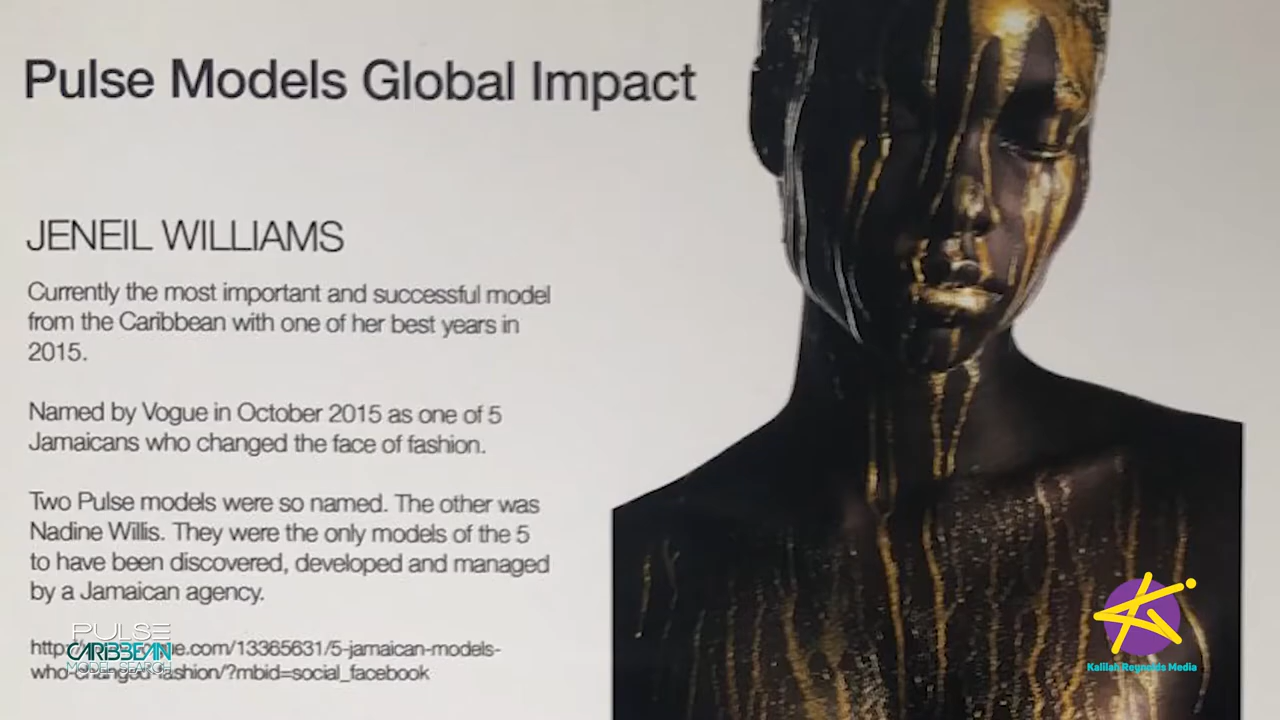 Pulse Models Global Impact
JENEIL WILLIAMS
Currently the most important and successful model
from the Caribbean with one of her best years in
2015.
Named by Vogue in October 2015 as one of 5
Jamaicans who changed the face of fashion.
Two Pulse models were so named. The other was
Nadine Willis. They were the only models of the 5
to have been discovered, developed and managed
by a Jamaican agency.
e.com/13365631/5-jamaican-models-
who-changed-fashion/?mbid=social_facebook
PULSE
CARIBBEAN
MODEL SEARCH
Kalilah Reynolds Media